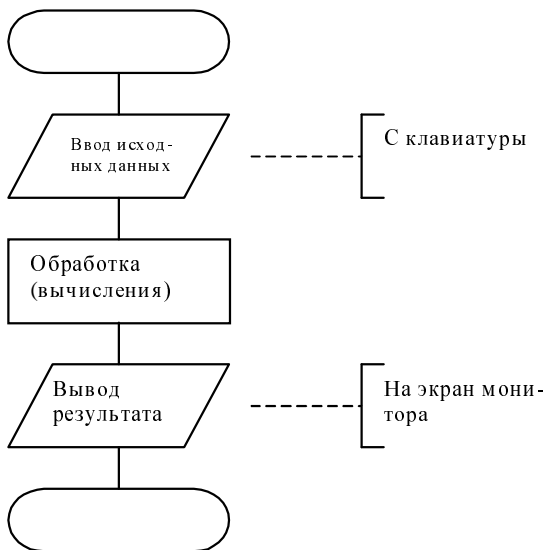 Ввод исход-
ных данных
С клавиатуры
Обработка
(вычисления)
Вывод
результата
На экран мони-
тора